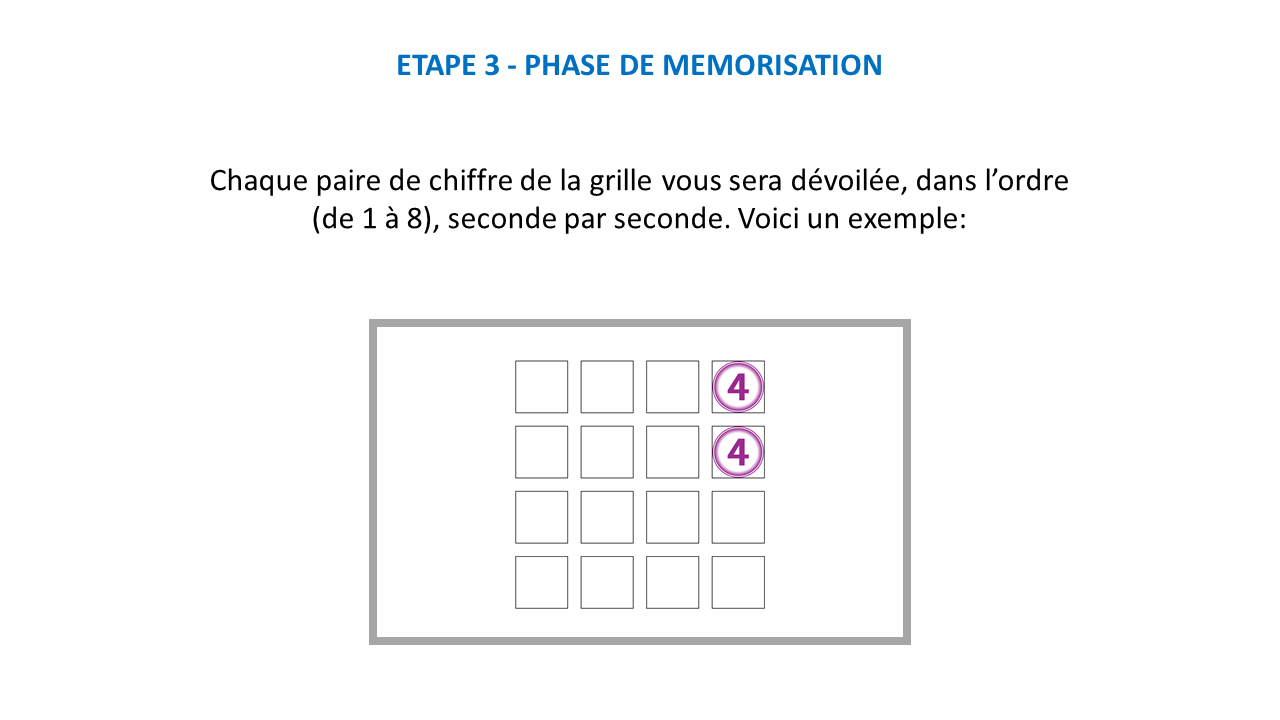 ETAPE 3 - PHASE DE MEMORISATION
Chaque paire de chiffre de la grille vous sera dévoilée, dans l’ordre
(de 1 à 8), seconde par seconde. Voici un exemple:
4
4